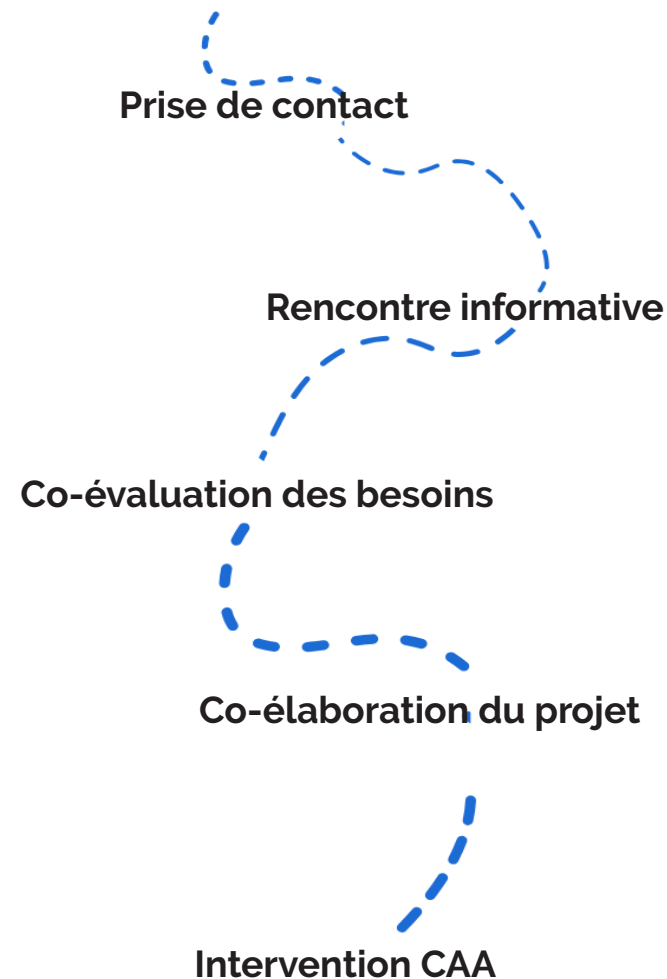 Prise de contact
Rencontre informative
Co-évaluation des besoins
Co-élaboration du projet
Intervention CAA